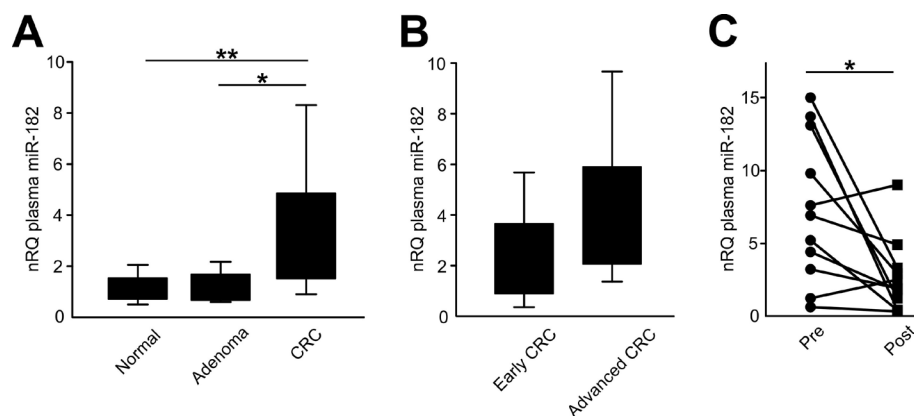 A
nRQ plasma miR-182
10
8
6
4
2
0
**
*
Normal
Adenoma
CRC
B
nRQ plasma miR-182
10
8
6
4
2
0
Early CRC
Advanced CRC
C
nRQ plasma miR-182
15
10
5
0
*
Pre
Post